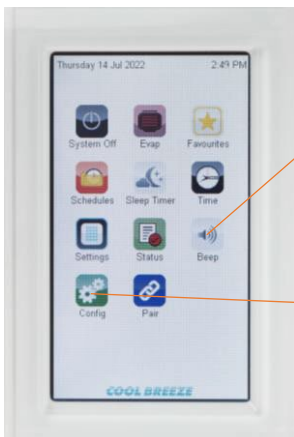 Thursday 14 Jul 2022 2:49 PM
System Off Evap Favourites
Schedules Sleep Timer Time
Settings Status Beep
Config Pair
COOL BREEZE